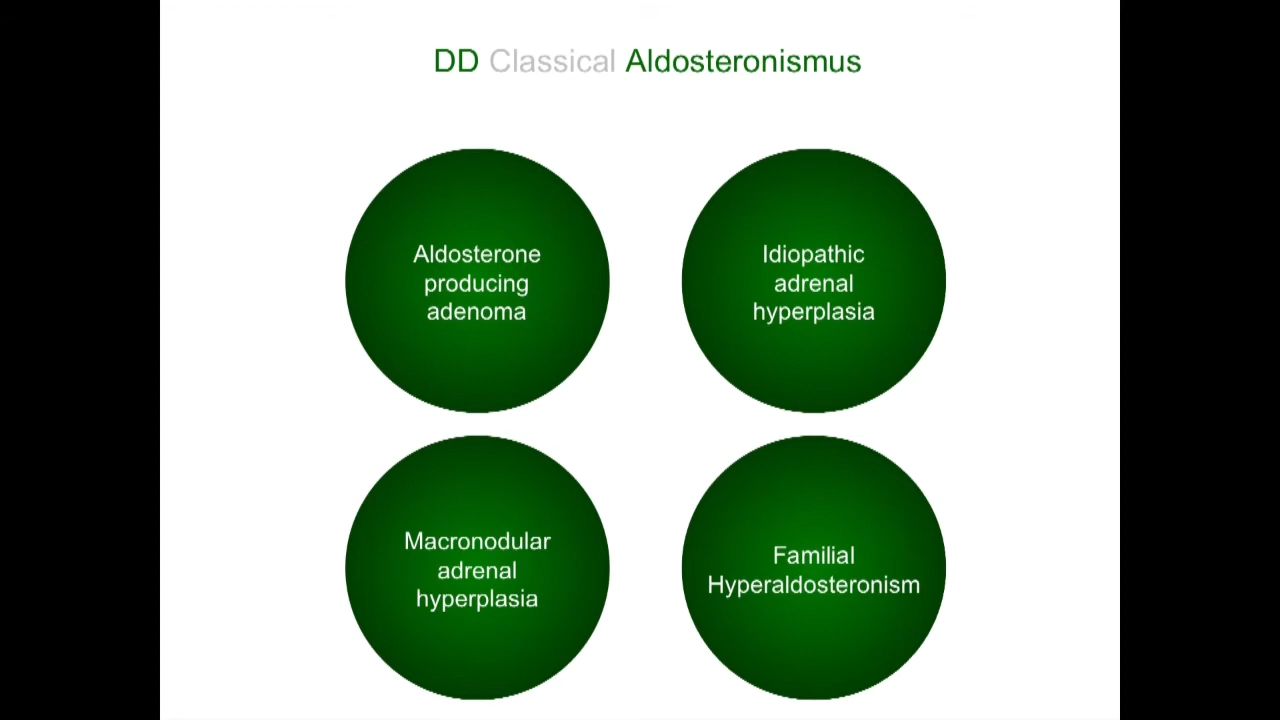 DD Classical Aldosteronismus
Aldosterone
producing
adenoma
Idiopathic
adrenal
hyperplasia
Macronodular
adrenal
hyperplasia
Familial
Hyperaldosteronism